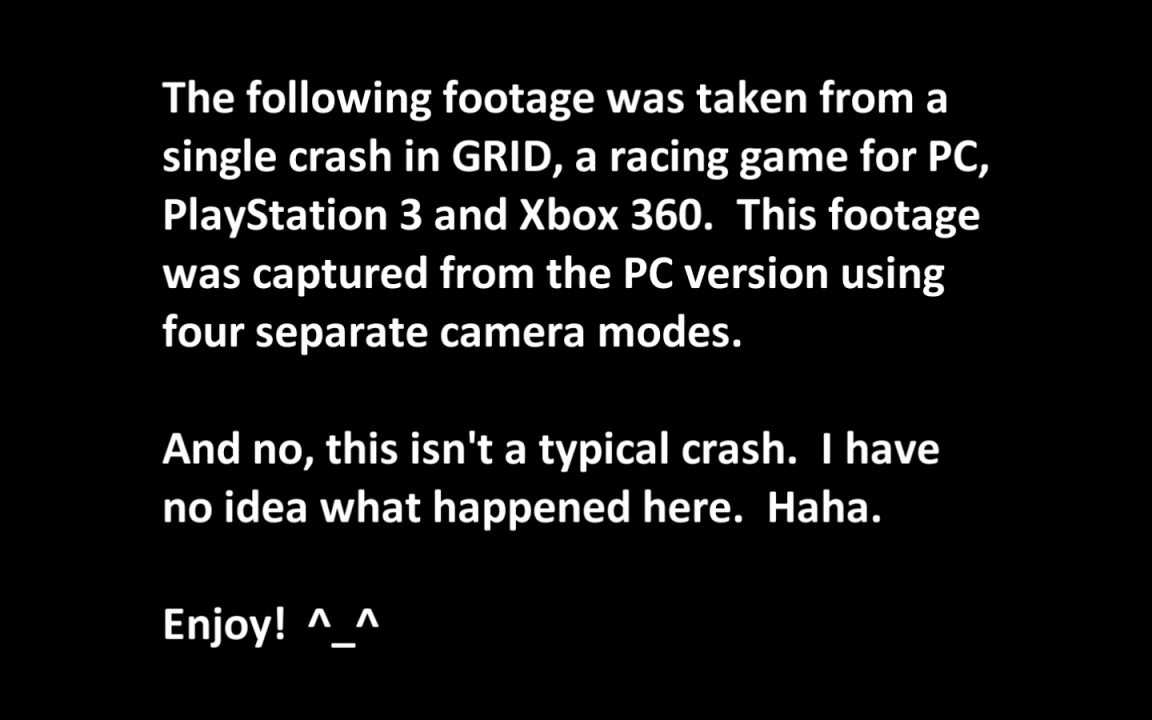 The following footage was taken from a
single crash in GRID, a racing game for PC,
PlayStation 3 and Xbox 360.  This footage
was captured from the PC version using
four separate camera modes.
And no, this isn't a typical crash.  I have
no idea what happened here.  Haha.
Enjoy!  ^_^